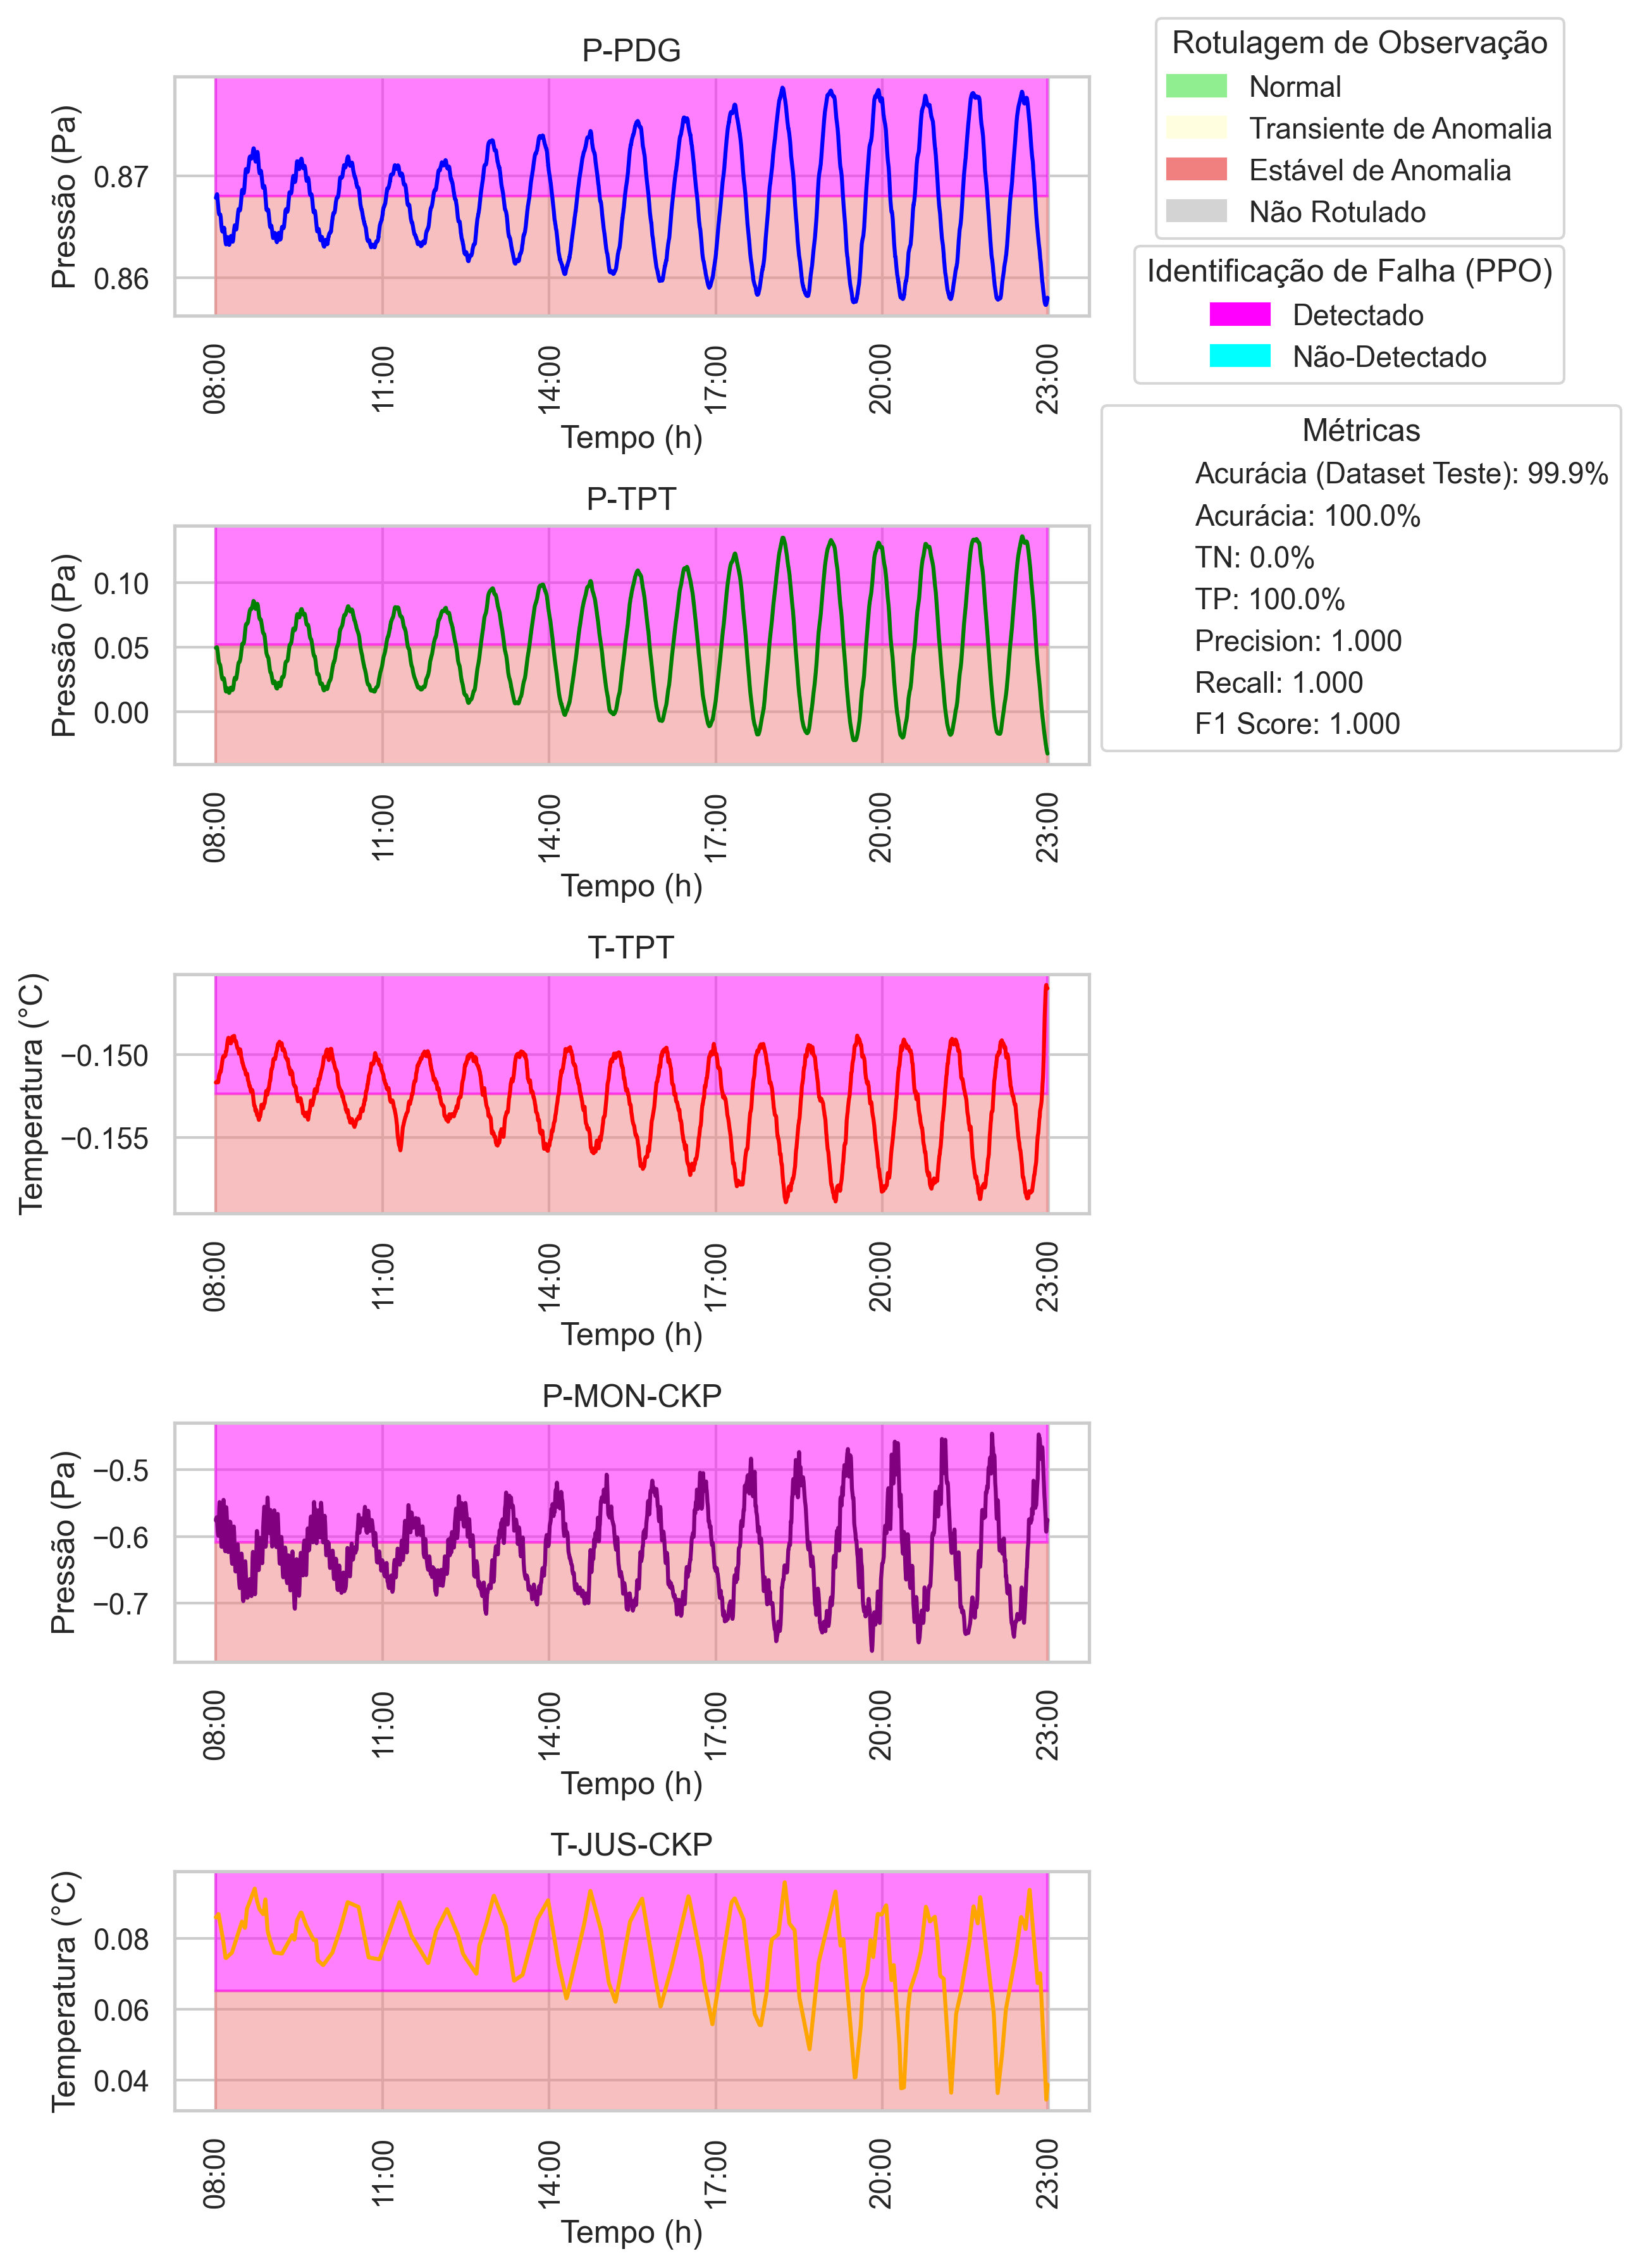 P-PDG
Pressão (Pa)
0.87
0.86
08:00
11:00
14:00
17:00
20:00
23:00
Tempo (h)
Rotulagem de Observação
Normal
Transiente de Anomalia
Estável de Anomalia
Não Rotulado
Identificação de Falha (PPO)
Detectado
Não-Detectado
Métricas
Acurácia (Dataset Teste): 99.9%
Acurácia: 100.0%
TN: 0.0%
TP: 100.0%
Precision: 1.000
Recall: 1.000
F1 Score: 1.000
P-TPT
Pressão (Pa)
0.10
0.05
0.00
08:00
11:00
14:00
17:00
20:00
23:00
Tempo (h)
T-TPT
Temperatura (°C)
−0.150
−0.155
08:00
11:00
14:00
17:00
20:00
23:00
Tempo (h)
P-MON-CKP
Pressão (Pa)
−0.5
−0.6
−0.7
08:00
11:00
14:00
17:00
20:00
23:00
Tempo (h)
T-JUS-CKP
Temperatura (°C)
0.08
0.06
0.04
08:00
11:00
14:00
17:00
20:00
23:00
Tempo (h)